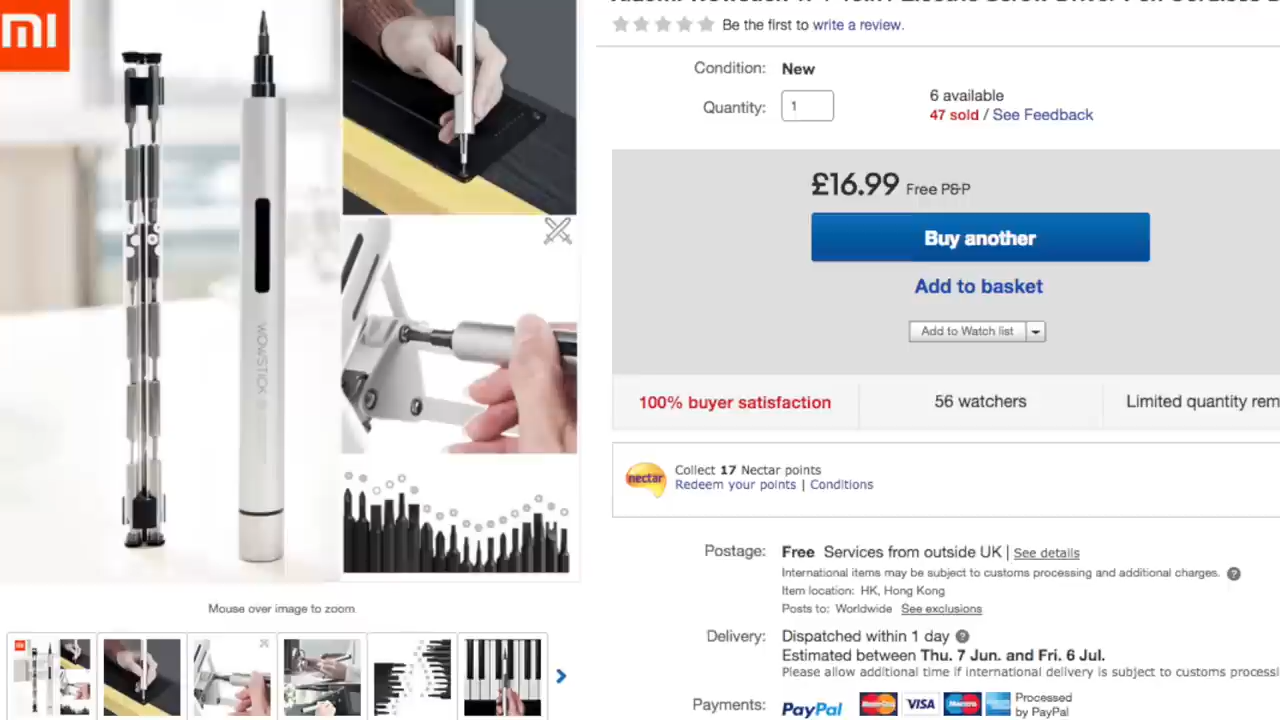 mi
Be the first to write a review.
Condition: New
Quantity: 1
6 available
47 sold / See Feedback
£16.99 Free P&P
Buy another
Add to basket
Add to Watch list
100% buyer satisfaction
56 watchers
Limited quantity rem
nectar
Collect 17 Nectar points
Redeem your points | Conditions
WOWSTICK
Postage: Free Services from outside UK | See details
International items may be subject to customs processing and additional charges. ?
Item location: HK, Hong Kong
Posts to: Worldwide See exclusions
Mouse over image to zoom
Delivery: Dispatched within 1 day ?
Estimated between Thu. 7 Jun. and Fri. 6 Jul.
Please allow additional time if international delivery is subject to customs processi
Payments: PayPal MasterCard VISA Maestro Processed
by PayPal